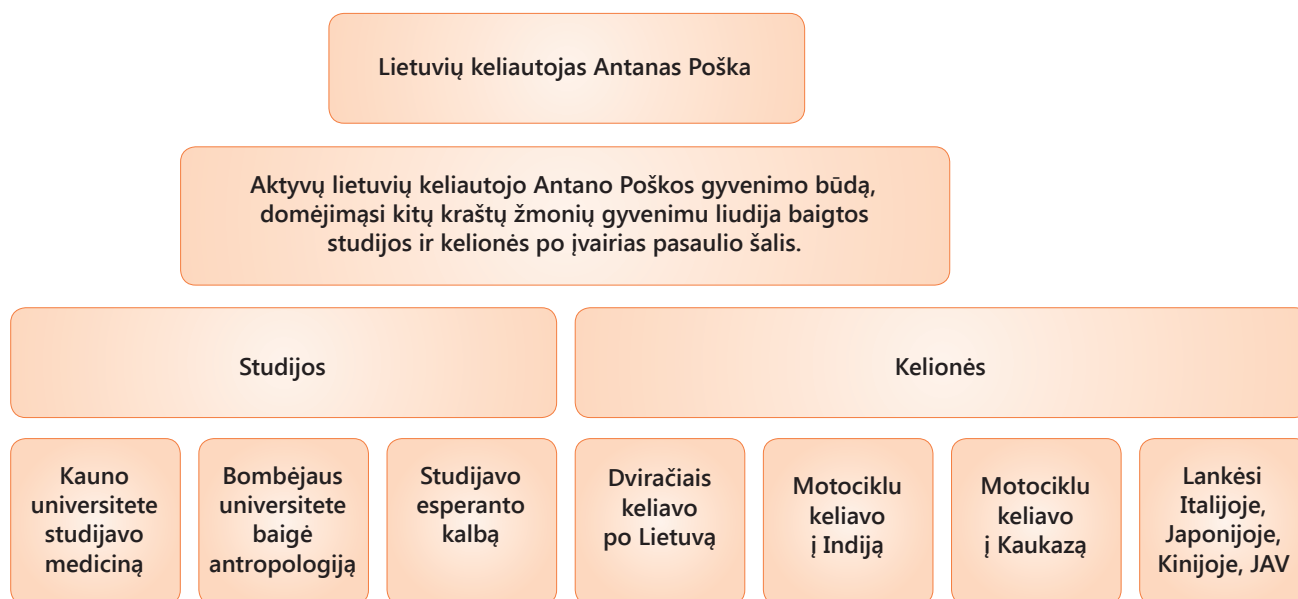 Lietuvių keliautojas Antanas Poška
Aktyvų lietuvių keliautojo Antano Poškos gyvenimo būdą,
domėjimąsi kitų kraštų žmonių gyvenimu liudija baigtos
studijos ir kelionės po įvairias pasaulio šalis.
Studijos
Kelionės
Kauno
universitete
studijavo
mediciną
Bombėjaus
universitete
baigė
antropologiją
Studijavo
esperanto
kalbą
Dviračiais
keliavo
po Lietuvą
Motociklu
keliavo
į Indiją
Motociklu
keliavo
į Kaukazą
Lankėsi
Italijoje,
Japonijoje,
Kinijoje, JAV